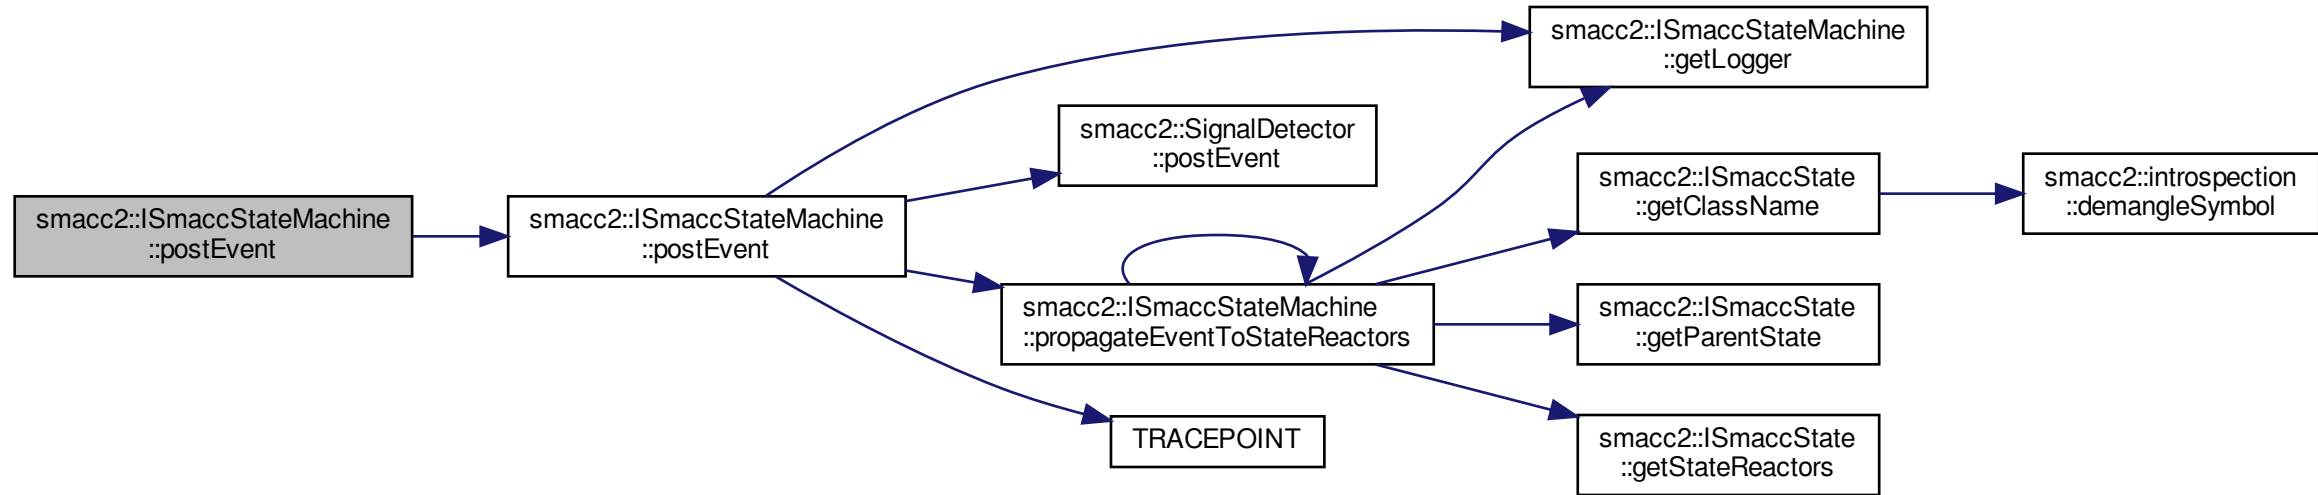 smacc2::ISmaccStateMachine
::postEvent
smacc2::ISmaccStateMachine
::postEvent
smacc2::ISmaccStateMachine
::getLogger
smacc2::SignalDetector
::postEvent
smacc2::ISmaccStateMachine
::propagateEventToStateReactors
TRACEPOINT
smacc2::ISmaccState
::getClassName
smacc2::ISmaccState
::getParentState
smacc2::ISmaccState
::getStateReactors
smacc2::introspection
::demangleSymbol